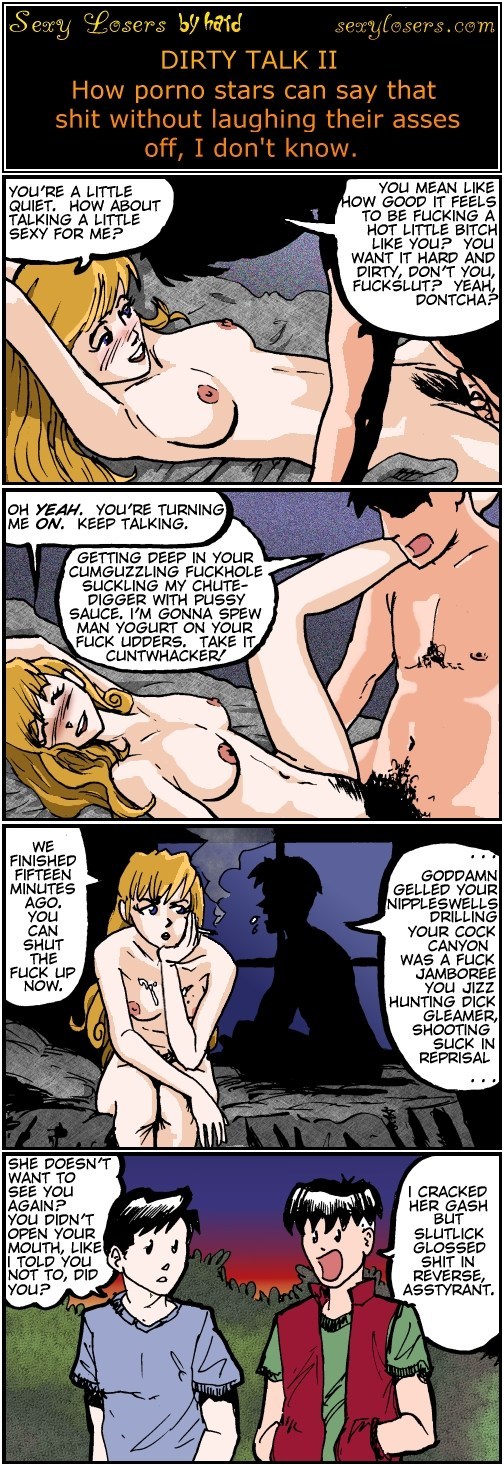 Sexy Losers by hard
sexylosers.com
DIRTY TALK II
How porno stars can say that
shit without laughing their asses
off, I don't know.
YOU'RE A LITTLE
QUIET. HOW ABOUT
TALKING A LITTLE
SEXY FOR ME?
YOU MEAN LIKE
HOW GOOD IT FEELS
TO BE FUCKING A
HOT LITTLE BITCH
LIKE YOU? YOU
WANT IT HARD AND
DIRTY, DON'T YOU,
FUCKSLUT? YEAH,
DONTCHA?
OH YEAH. YOU'RE TURNING
ME ON. KEEP TALKING.
GETTING DEEP IN YOUR
CUMGUZZLING FUCKHOLE
SUCKLING MY CHUTE-
DIGGER WITH PUSSY
SAUCE. I'M GONNA SPEW
MAN YOGURT ON YOUR
FUCK UDDERS. TAKE IT
CUNTWHACKER!
WE
FINISHED
FIFTEEN
MINUTES
AGO.
YOU
CAN
SHUT
THE
FUCK UP
NOW.
...
GODDAMN
GELLED YOUR
NIPPLESWELLS
DRILLING
YOUR COCK
CANYON
WAS A FUCK
JAMBOREE
YOU JIZZ
HUNTING DICK
GLEAMER,
SHOOTING
SLICK IN
REPRISAL
...
SHE DOESN'T
WANT TO
SEE YOU
AGAIN?
YOU DIDN'T
OPEN YOUR
MOUTH, LIKE
I TOLD YOU
NOT TO, DID
YOU?
I CRACKED
HER GASH
BUT
SLUTLICK
GLOSSED
SHIT IN
REVERSE,
ASSTYRANT.